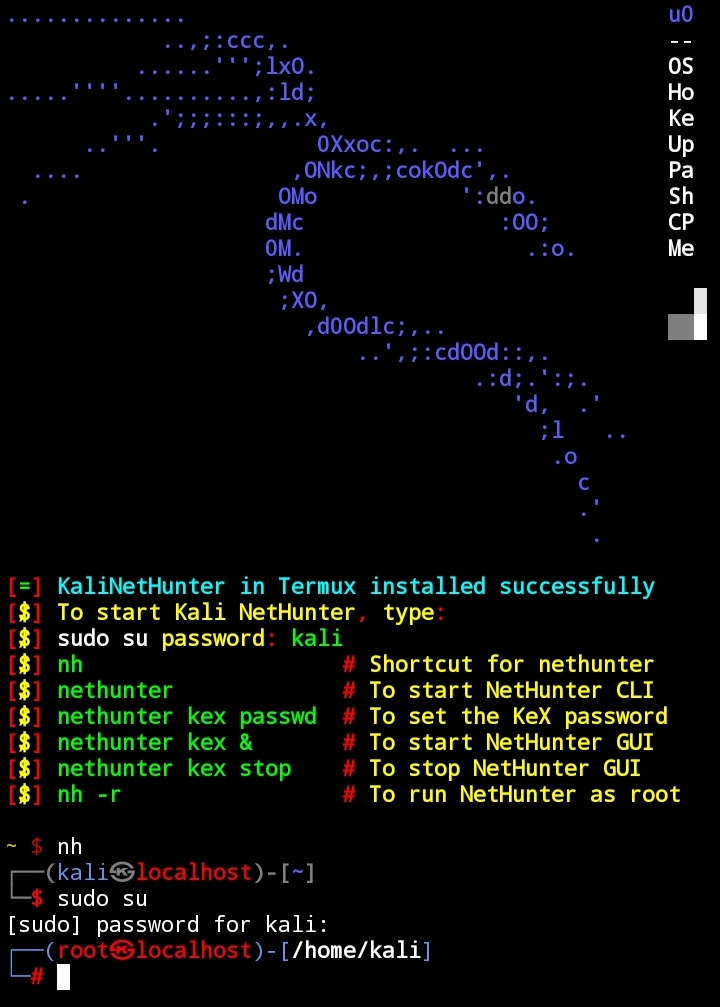 ..............                                     uO
            ..,;:ccc,.                             --
          ......''';lxO.                           OS
.....''''..........,:ld;                           Ho
           .';;;:::;,,.x,                          Ke
      ..'''.            OXxoc:,.  ...              Up
  ....                ,ONkc;,;cokOdc',.            Pa
 .                   OMo           ':ddo.          Sh
                    dMc               :OO;         CP
                    OM.                 .:o.       Me
                    ;Wd
                     ;XO,
                       ,dOOdlc;,..
                           ..',;:cdOOd::,.
                                    .:d;.':;.
                                       'd,  .'
                                         ;l   ..
                                          .o
                                            c
                                            .'
                                             .
[=] KaliNetHunter in Termux installed successfully
[$] To start Kali NetHunter, type:
[$] sudo su password: kali
[$] nh                    # Shortcut for nethunter
[$] nethunter             # To start NetHunter CLI
[$] nethunter kex passwd  # To set the KeX password
[$] nethunter kex &       # To start NetHunter GUI
[$] nethunter kex stop    # To stop NetHunter GUI
[$] nh -r                 # To run NetHunter as root
~ $ nh
┌──(kali㉿localhost)-[~]
└─$ sudo su
[sudo] password for kali:
┌──(root㉿localhost)-[/home/kali]
└─#